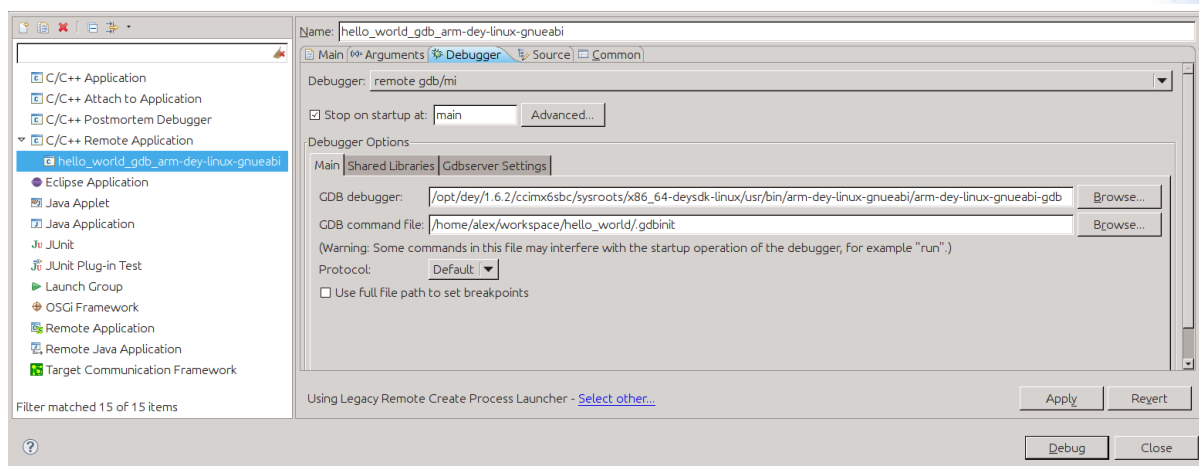 Name: hello_world_gdb_arm-dey-linux-gnueabi
Main Arguments Debugger Source Common
Debugger: remote gdb/mi
Stop on startup at: main Advanced...
Debugger Options
Main Shared Libraries Gdbserver Settings
GDB debugger: /opt/dey/1.6.2/ccimx6sbc/sysroots/x86_64-deysdk-linux/usr/bin/arm-dey-linux-gnueabi/arm-dey-linux-gnueabi-gdb Browse...
GDB command file: /home/alex/workspace/hello_world/.gdbinit Browse...
(Warning: Some commands in this file may interfere with the startup operation of the debugger, for example "run".)
Protocol: Default
Use full file path to set breakpoints
C/C++ Application
C/C++ Attach to Application
C/C++ Postmortem Debugger
C/C++ Remote Application
hello_world_gdb_arm-dey-linux-gnueabi
Eclipse Application
Java Applet
Java Application
Ju JUnit
Jü JUnit Plug-in Test
Launch Group
OSGi Framework
Remote Application
Remote Java Application
Target Communication Framework
Filter matched 15 of 15 items
Using Legacy Remote Create Process Launcher - Select other...
Apply Revert
Debug Close